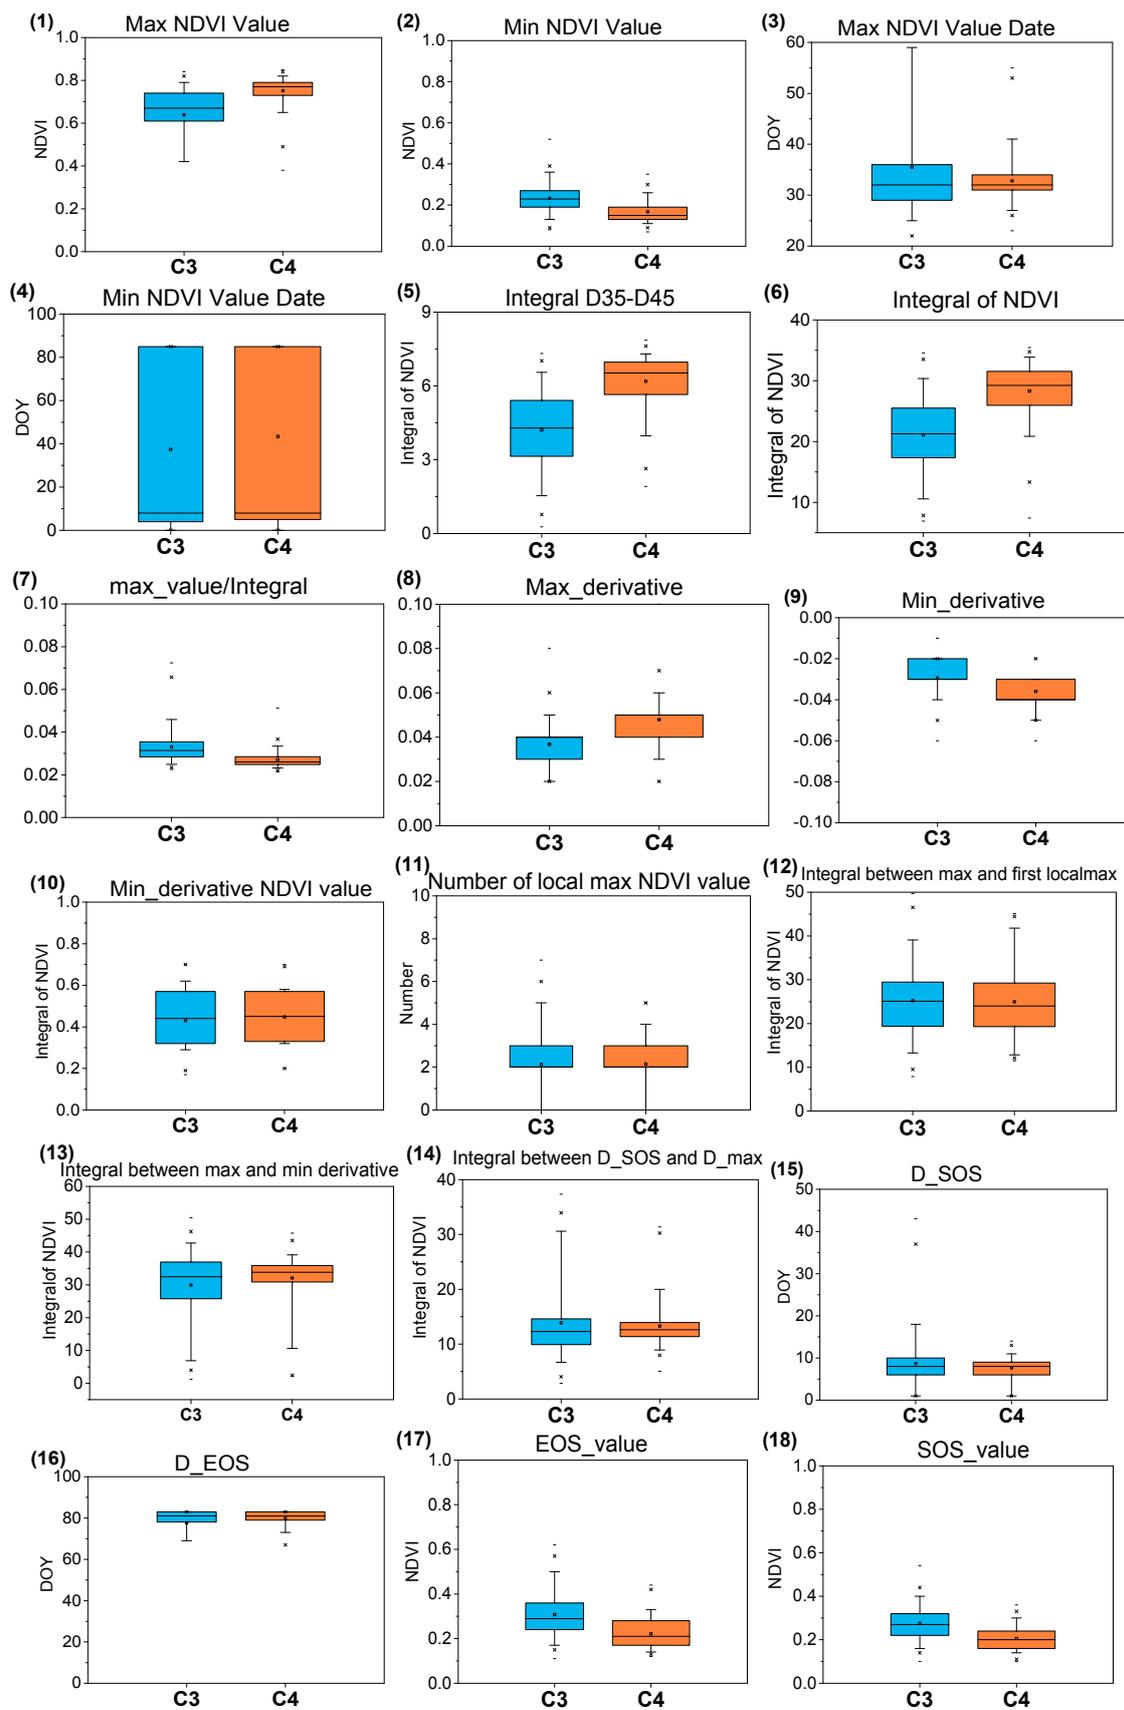 (1) Max NDVI Value
1.0
0.8
0.6
0.4
0.2
0.0
NDVI
C3 C4
(2) Min NDVI Value
1.0
0.8
0.6
0.4
0.2
0.0
NDVI
C3 C4
(3) Max NDVI Value Date
60
50
40
30
20
DOY
C3 C4
(4) Min NDVI Value Date
100
80
60
40
20
0
DOY
C3 C4
(5) Integral D35-D45
9
6
3
0
Integral of NDVI
C3 C4
(6) Integral of NDVI
40
30
20
10
Integral of NDVI
C3 C4
(7) max_value/Integral
0.10
0.08
0.06
0.04
0.02
0.00
C3 C4
(8) Max_derivative
0.10
0.08
0.06
0.04
0.02
0.00
C3 C4
(9) Min_derivative
0.00
-0.02
-0.04
-0.06
-0.08
-0.10
C3 C4
(10) Min_derivative NDVI value
1.0
0.8
0.6
0.4
0.2
0.0
Integral of NDVI
C3 C4
(11) Number of local max NDVI value
10
8
6
4
2
0
Number
C3 C4
(12) Integral between max and first localmax
50
40
30
20
10
0
Integral of NDVI
C3 C4
(13) Integral between max and min derivative
60
50
40
30
20
10
0
Integralof NDVI
C3 C4
(14) Integral between D_SOS and D_max
40
30
20
10
0
Integral of NDVI
C3 C4
(15) D_SOS
50
40
30
20
10
0
DOY
C3 C4
(16) D_EOS
100
80
60
40
20
0
DOY
C3 C4
(17) EOS_value
1.0
0.8
0.6
0.4
0.2
0.0
NDVI
C3 C4
(18) SOS_value
1.0
0.8
0.6
0.4
0.2
0.0
NDVI
C3 C4